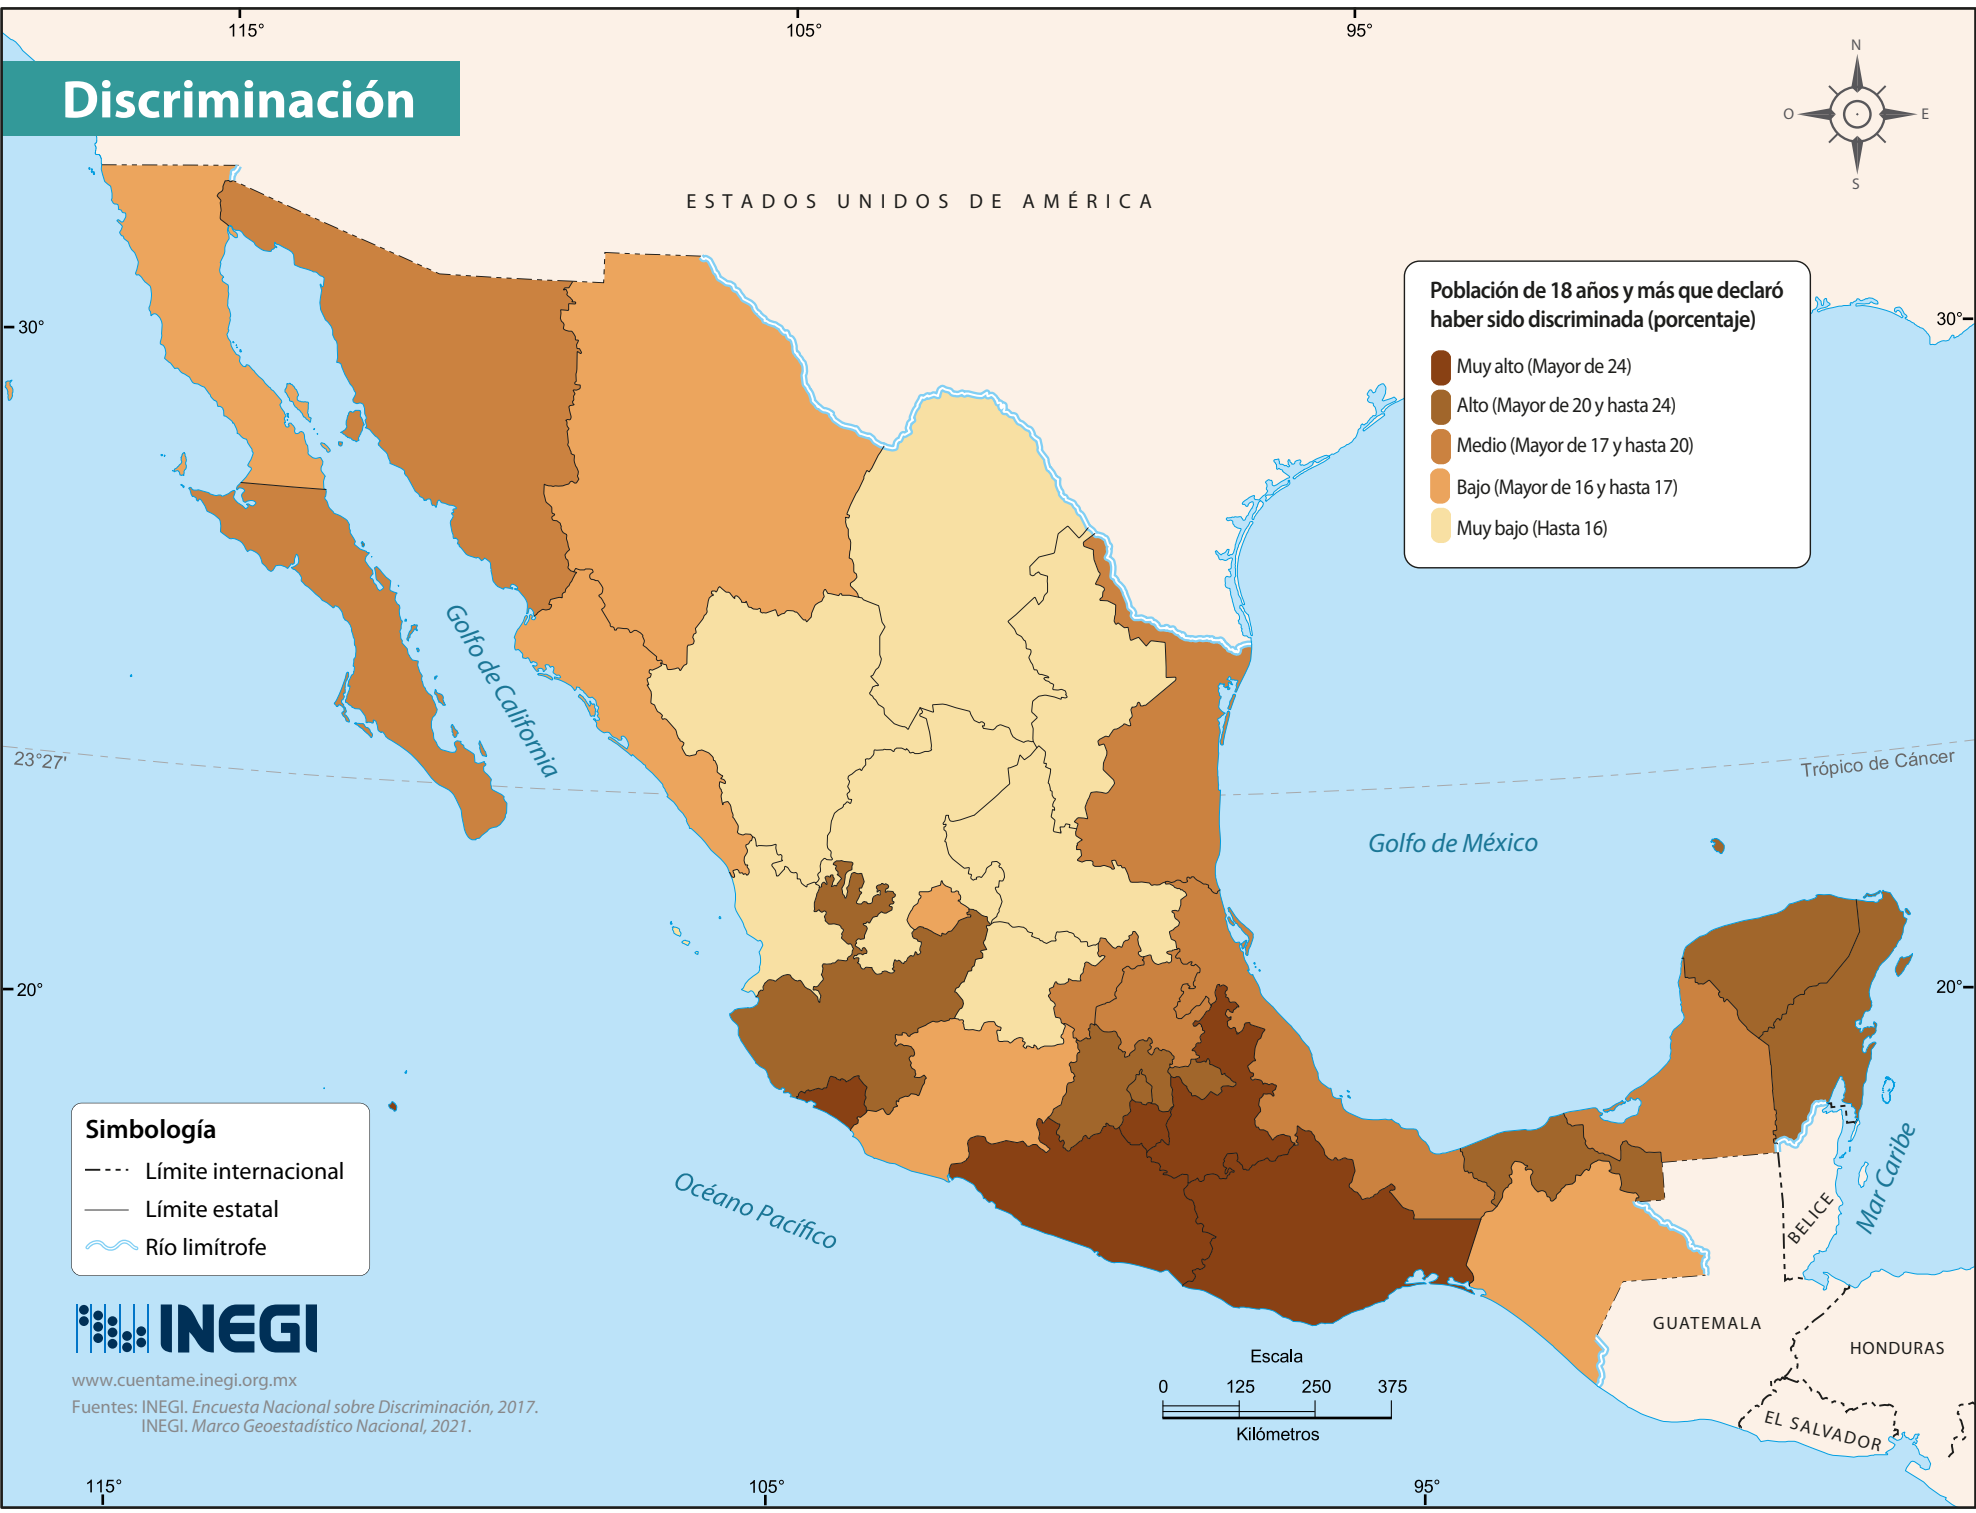 115°
105°
95°
Discriminación
N
O
E
S
ESTADOS UNIDOS DE AMÉRICA
Población de 18 años y más que declaró
haber sido discriminada (porcentaje)
Muy alto (Mayor de 24)
Alto (Mayor de 20 y hasta 24)
Medio (Mayor de 17 y hasta 20)
Bajo (Mayor de 16 y hasta 17)
Muy bajo (Hasta 16)
30°
30°
Golfo de California
23°27'
Trópico de Cáncer
Golfo de México
20°
20°
Simbología
Límite internacional
Límite estatal
Río limítrofe
Océano Pacífico
Mar Caribe
BELICE
GUATEMALA
HONDURAS
EL SALVADOR
INEGI
www.cuentame.inegi.org.mx
Fuentes: INEGI. Encuesta Nacional sobre Discriminación, 2017.
INEGI. Marco Geoestadístico Nacional, 2021.
Escala
0 125 250 375
Kilómetros
115°
105°
95°